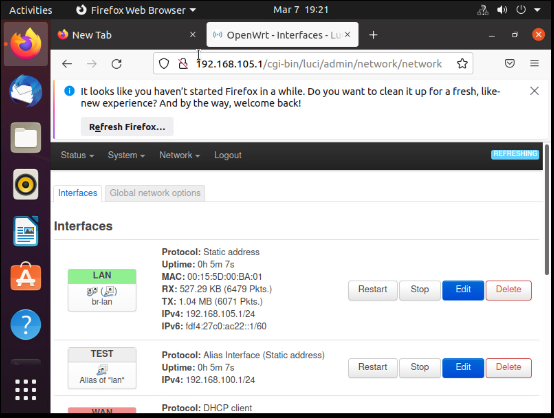 Activities
Firefox Web Browser
Mar 7 19:21
New Tab
OpenWrt - Interfaces - Lu
192.168.105.1/cgi-bin/luci/admin/network/network
It looks like you haven't started Firefox in a while. Do you want to clean it up for a fresh, like-
new experience? And by the way, welcome back!
Refresh Firefox...
Status System Network Logout REFRESHING
Interfaces Global network options
Interfaces
LAN
br-lan
Protocol: Static address
Uptime: 0h 5m 7s
MAC: 00:15:5D:00:BA:01
RX: 527.29 KB (6479 Pkts.)
TX: 1.04 MB (6071 Pkts.)
IPv4: 192.168.105.1/24
IPv6: fdf4:27c0:ac22::1/60
Restart Stop Edit Delete
TEST
Alias of "lan"
Protocol: Alias Interface (Static address)
Uptime: 0h 5m 7s
IPv4: 192.168.100.1/24
Restart Stop Edit Delete
WAN
Protocol: DHCP client